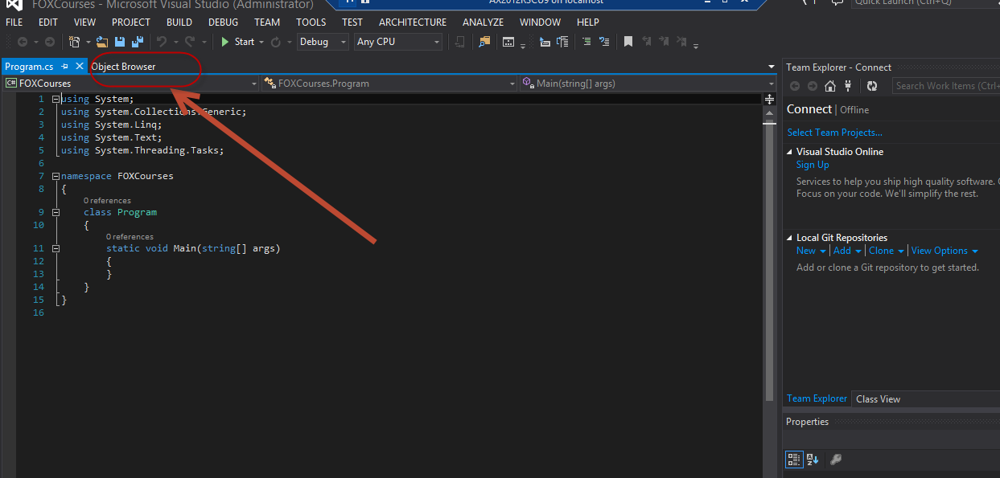 FOXCourses - Microsoft Visual Studio (Administrator)
AX2012R3CU9 on localhost
Quick Launch (Ctrl+Q)
FILE EDIT VIEW PROJECT BUILD DEBUG TEAM TOOLS TEST ARCHITECTURE ANALYZE WINDOW HELP
Start Debug Any CPU
Program.cs Object Browser
C# FOXCourses FOXCourses.Program Main(string[] args)
1 using System;
2 using System.Collections.Generic;
3 using System.Linq;
4 using System.Text;
5 using System.Threading.Tasks;
6
7 namespace FOXCourses
8 {
0 references
9 class Program
10 {
0 references
11 static void Main(string[] args)
12 {
13 }
14 }
15 }
16
Team Explorer - Connect
Search Work Items (Ctrl+
Connect | Offline
Select Team Projects...
Visual Studio Online
Sign Up
Services to help you ship high quality software.
Focus on your code. We'll simplify the rest.
Local Git Repositories
New | Add | Clone | View Options
Add or clone a Git repository to get started.
Team Explorer Class View
Properties